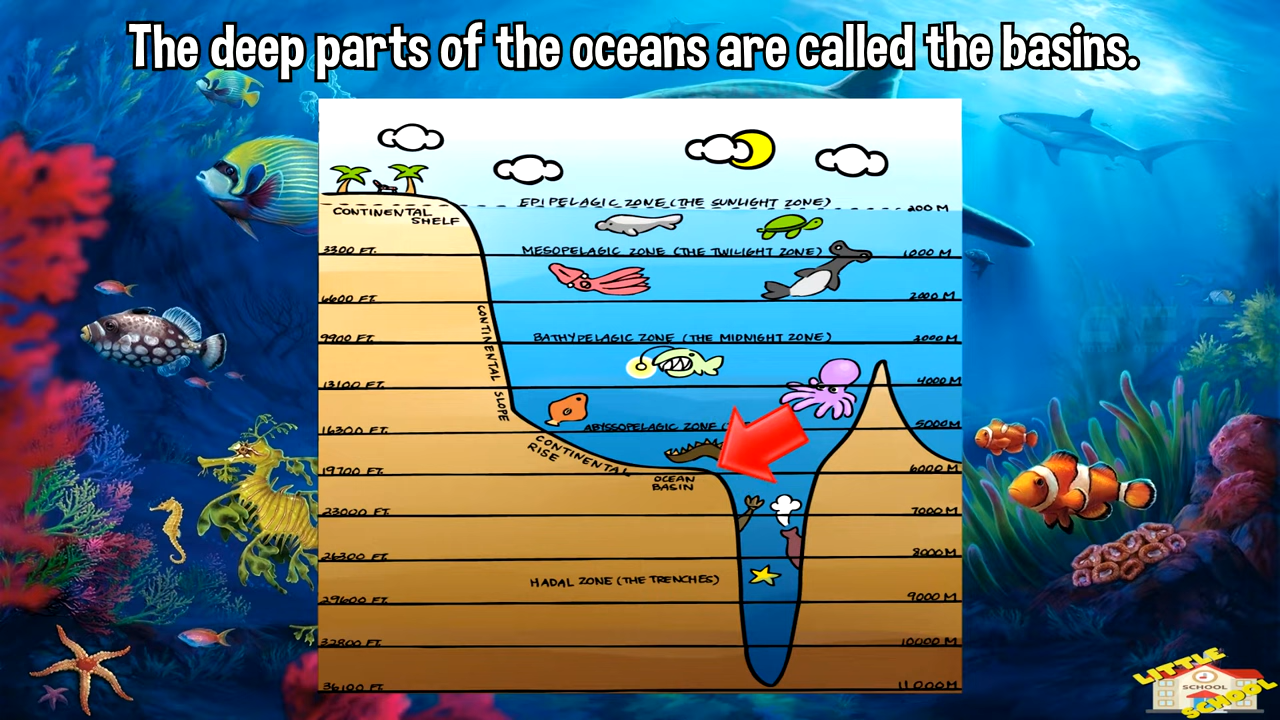 The deep parts of the oceans are called the basins.
EPIPELAGIC ZONE (THE SUNLIGHT ZONE)
200 M
CONTINENTAL
SHELF
3300 FT.
MESOPELAGIC ZONE (THE TWILIGHT ZONE)
1000 M
6600 FT.
2000 M
CONTINENTAL SLOPE
9900 FT.
BATHYPELAGIC ZONE (THE MIDNIGHT ZONE)
3000 M
13100 FT.
4000 M
16300 FT.
ABYSSOPELAGIC ZONE (
5000 M
CONTINENTAL
RISE
19700 FT.
6000 M
OCEAN
BASIN
23000 FT.
7000 M
26300 FT.
8000 M
HADAL ZONE (THE TRENCHES)
29600 FT.
9000 M
32800 FT.
10000 M
36100 FT.
11000 M
LITTLE
SCHOOL
SCHOOL